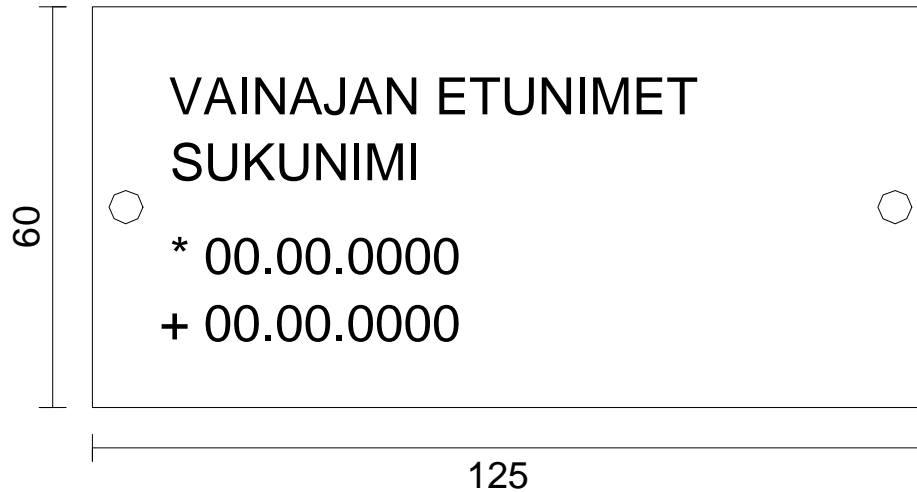 VAINAJAN ETUNIMET
SUKUNIMI
* 00.00.0000
+ 00.00.0000
60
125